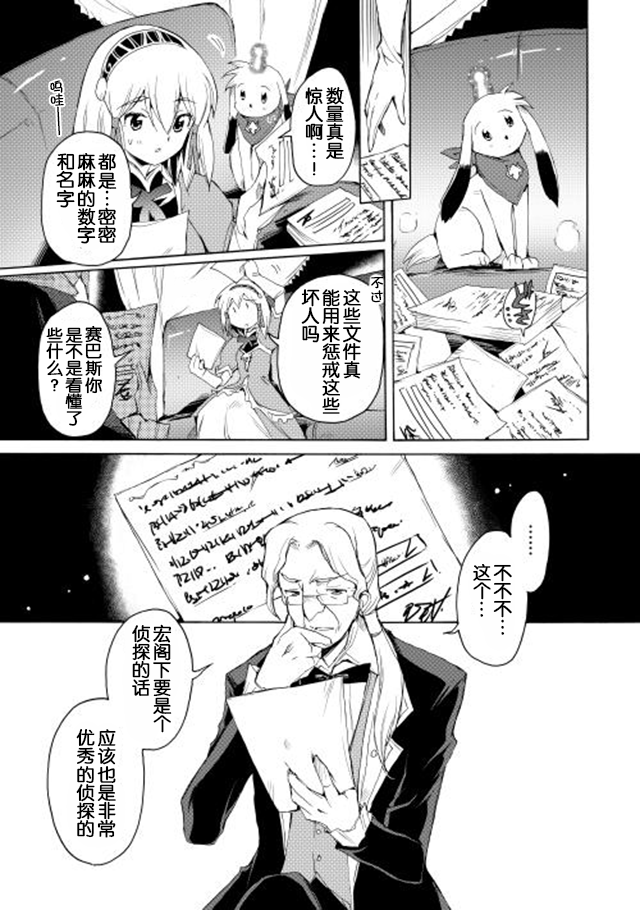 数量真是
惊人啊…!
呜哇
都是…密密
麻麻的数字
和名字
不过
这些文件真
能用来惩戒这些
坏人吗
赛巴斯你
是不是看懂了
些什么？
……
不不不…
这个…
宏阁下要是个
侦探的话
应该也是非常
优秀的侦探的